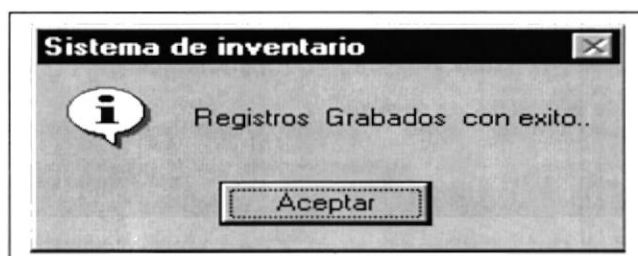 Sistema de inventario
Registros Grabados con exito..
Aceptar